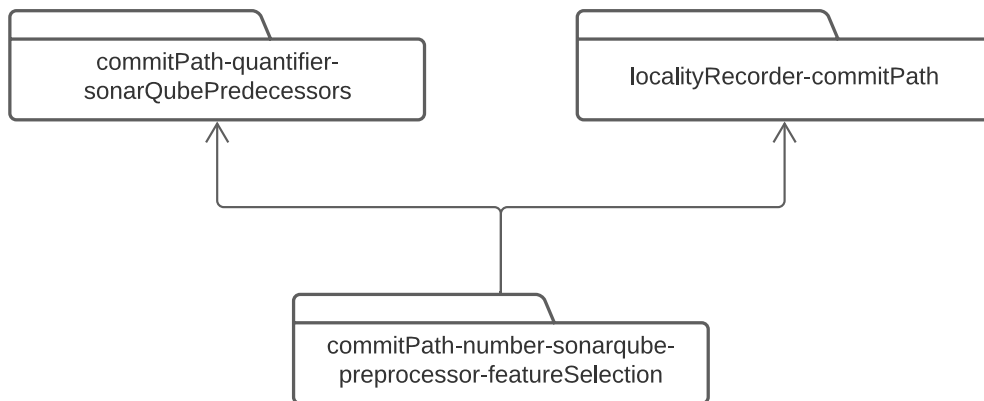 commitPath-quantifier-
sonarQubePredecessors
localityRecorder-commitPath
commitPath-number-sonarqube-
preprocessor-featureSelection